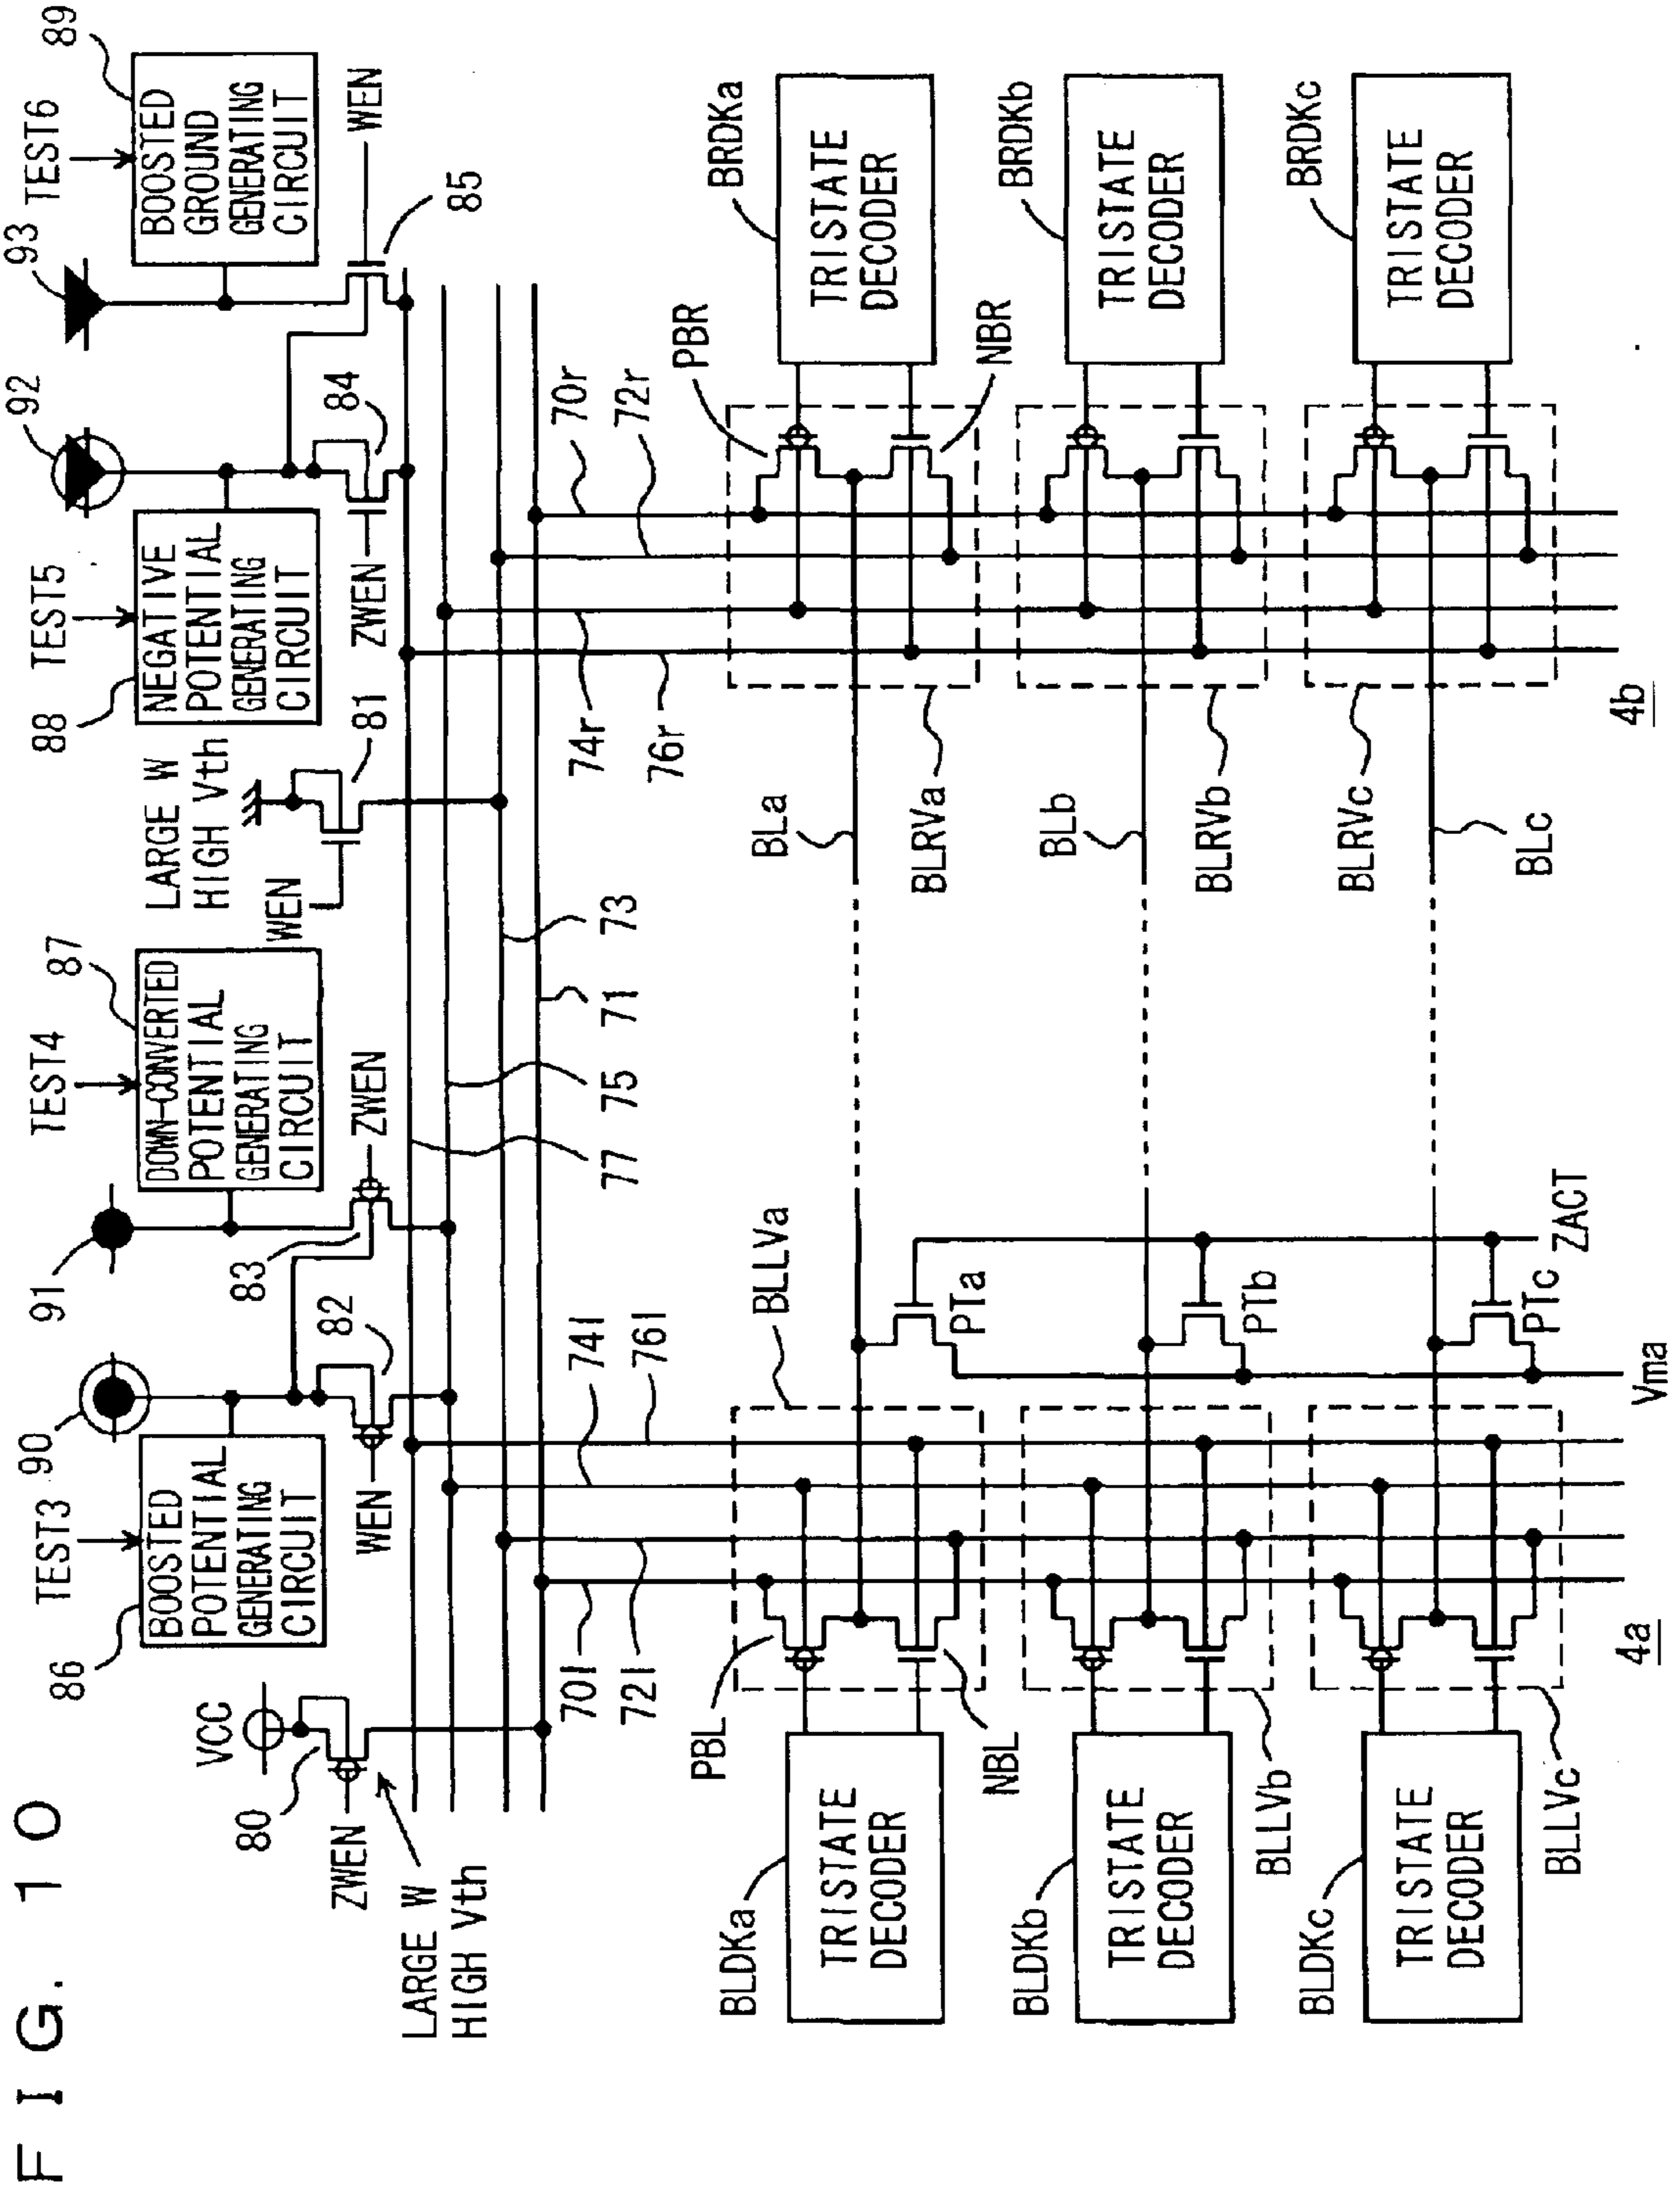 FIG. 10
TEST3
TEST4
TEST5
TEST6
86
90
91
87
88
92
93
89
BOOSTED
POTENTIAL
GENERATING
CIRCUIT
DOWN-CONVERTED
POTENTIAL
GENERATING
CIRCUIT
NEGATIVE
POTENTIAL
GENERATING
CIRCUIT
BOOSTED
GROUND
GENERATING
CIRCUIT
VCC
80
ZWEN
LARGE W
HIGH Vth
WEN
82
83
ZWEN
LARGE W
HIGH Vth
WEN
81
ZWEN
84
WEN
85
70l
72l
74l
76l
77
75
71
73
74r
76r
70r
72r
PBL
NBL
BLLVa
BLa
BLRVa
PBR
NBR
BLDKa
TRISTATE
DECODER
PTa
BRDKa
TRISTATE
DECODER
BLDKb
TRISTATE
DECODER
BLLVb
PTb
BLb
BLRVb
BRDKb
TRISTATE
DECODER
BLDKc
TRISTATE
DECODER
BLLVc
PTc
ZACT
BLRVc
BLc
BRDKc
TRISTATE
DECODER
4a
Vma
4b